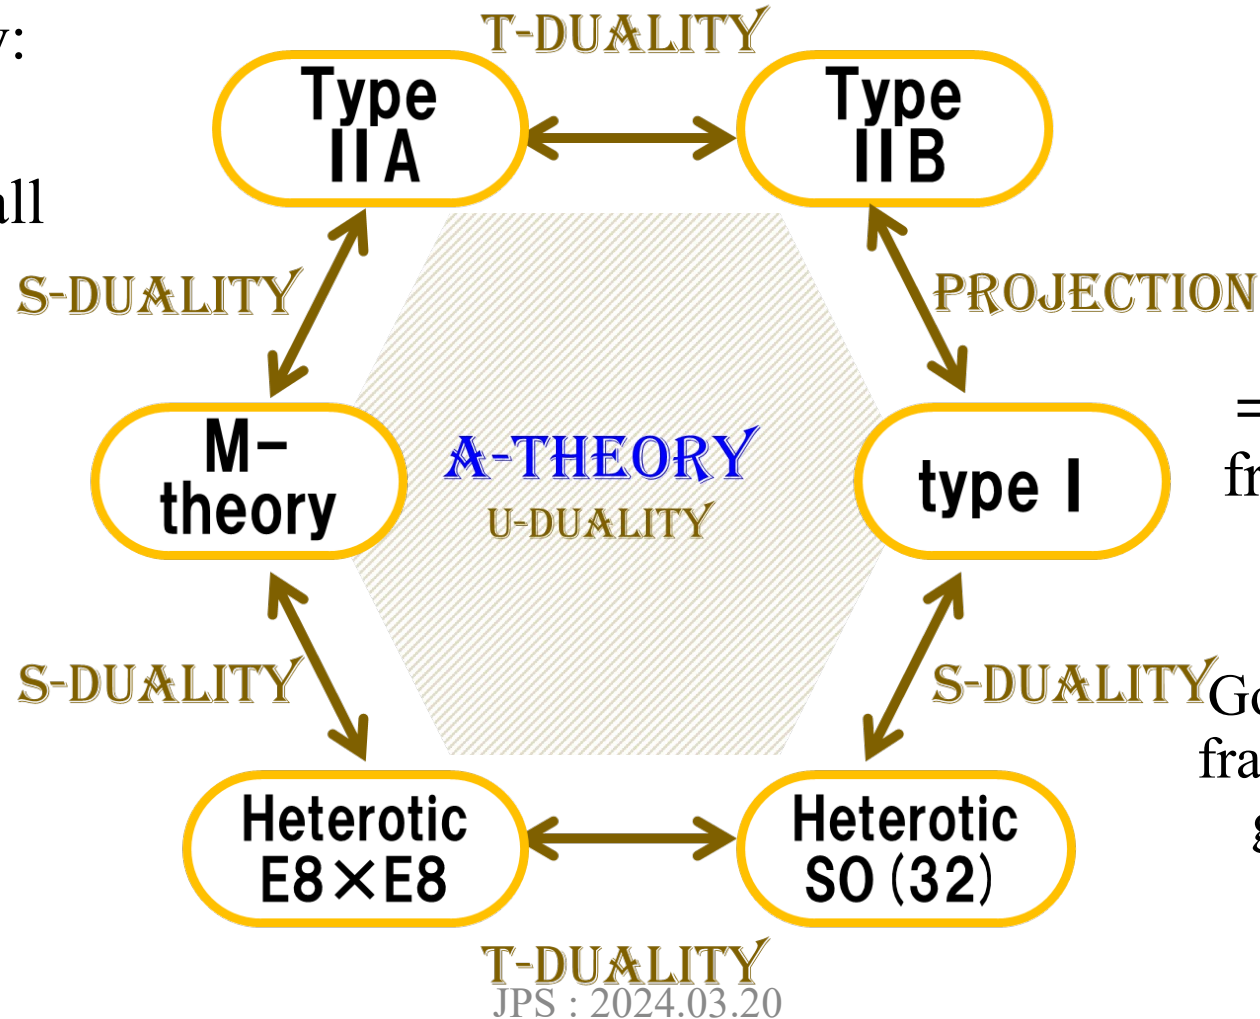 T-DUALITY
Type
IIA
Type
IIB
all
S-DUALITY
PROJECTION
M-
theory
A-THEORY
U-DUALITY
type I
=
S-DUALITY
S-DUALITY
Heterotic
E8×E8
Heterotic
SO(32)
T-DUALITY
JPS : 2024.03.20